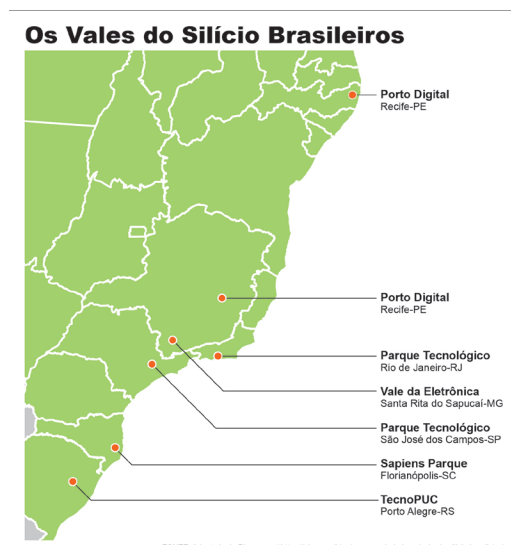 Os Vales do Silício Brasileiros
Porto Digital
Recife-PE
Porto Digital
Recife-PE
Parque Tecnológico
Rio de Janeiro-RJ
Vale da Eletrônica
Santa Rita do Sapucaí-MG
Parque Tecnológico
São José dos Campos-SP
Sapiens Parque
Florianópolis-SC
TecnoPUC
Porto Alegre-RS